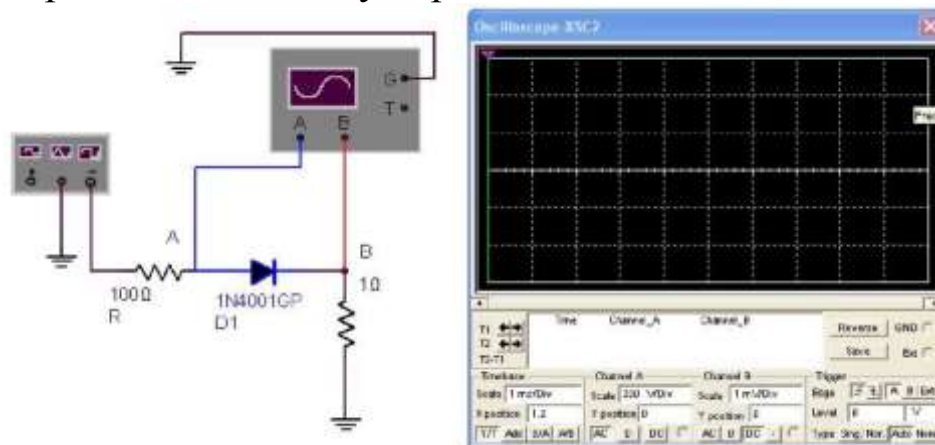 Oscilloscope-XSC2
G
T
A
B
A
B
100Ω
R
1N4001GP
D1
1Ω
T1
T2
T2-T1
Time
Channel_A
Channel_B
Reverse
Save
GND
Ext
Timebase
Scale 1 ms/Div
X position 1.2
Y/T Add B/A A/B
Channel A
Scale
V/Div
Y position 0
AC 0 DC
Channel B
Scale 1 mV/Div
Y position 0
AC 0 DC -
Trigger
Edge
A B Ext
Level 0 V
Type Sing. Nor. Auto None